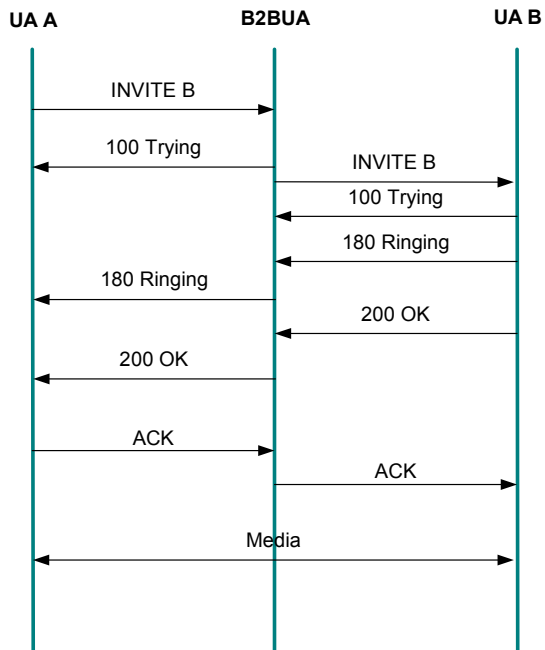 UA A
B2BUA
UA B
INVITE B
100 Trying
INVITE B
100 Trying
180 Ringing
180 Ringing
200 OK
200 OK
ACK
ACK
Media